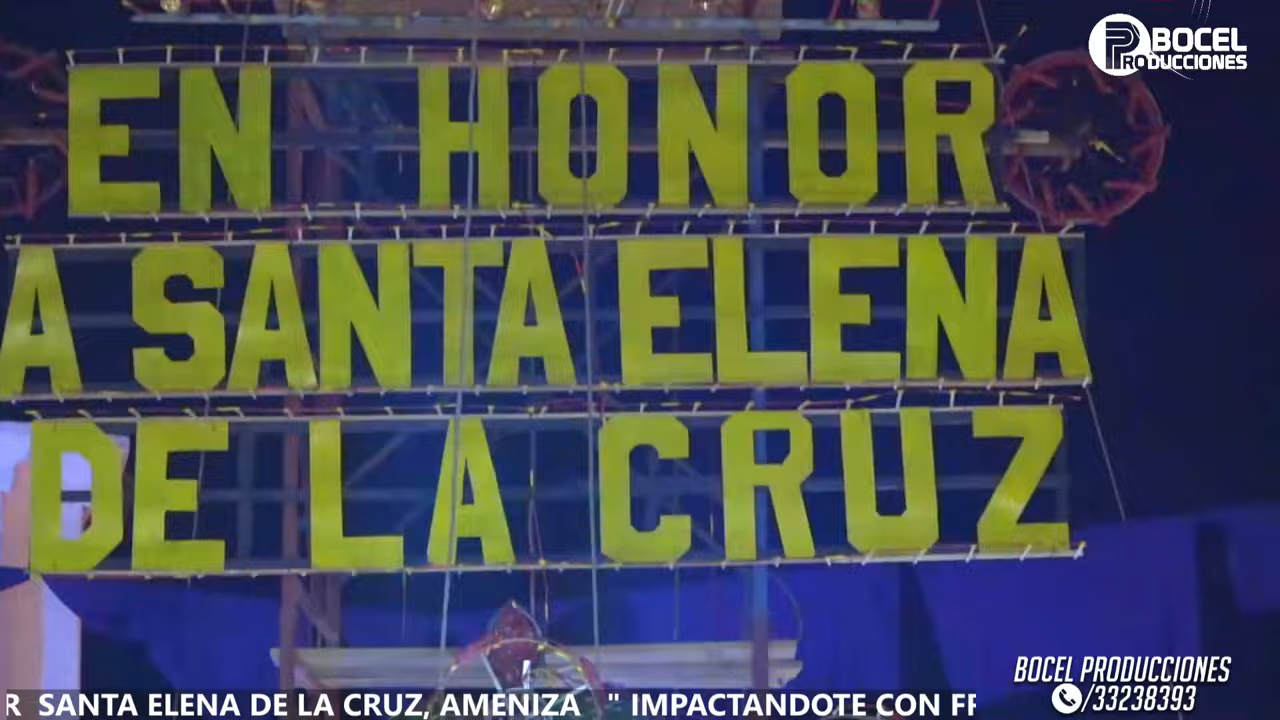 BOCEL
PRODUCCIONES
EN HONOR
A SANTA ELENA
DE LA CRUZ
BOCEL PRODUCCIONES
/33238393
R SANTA ELENA DE LA CRUZ, AMENIZA " IMPACTANDOTE CON